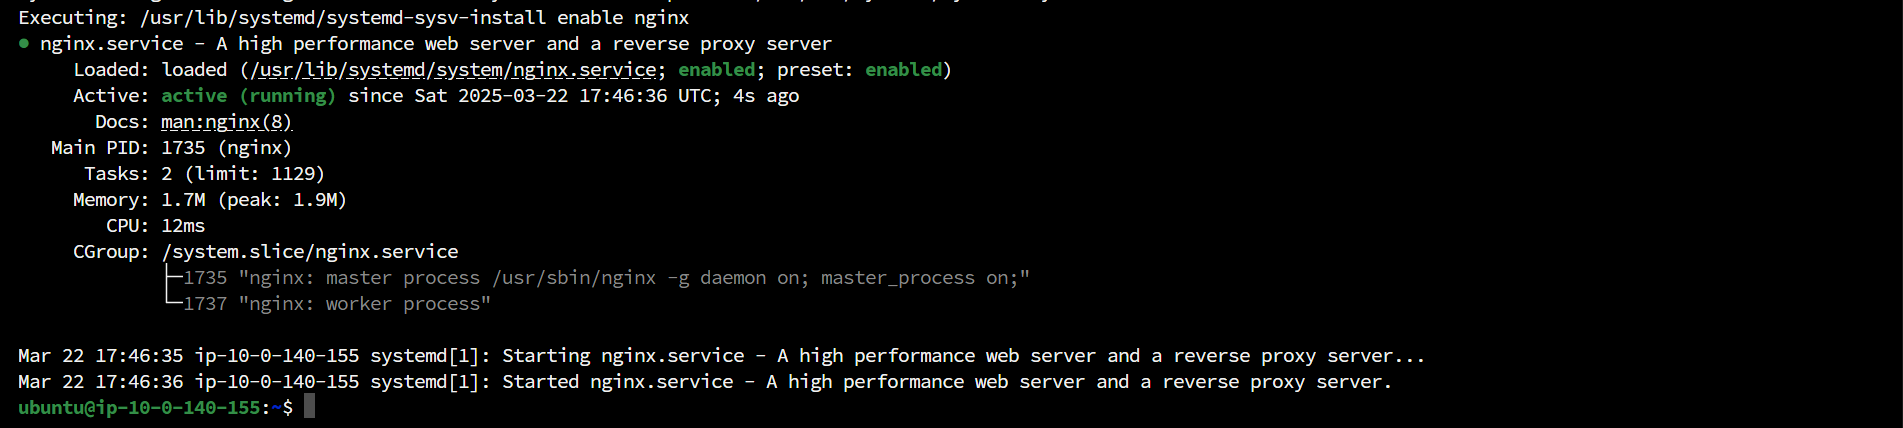 Executing: /usr/lib/systemd/systemd-sysv-install enable nginx
● nginx.service - A high performance web server and a reverse proxy server
     Loaded: loaded (/usr/lib/systemd/system/nginx.service; enabled; preset: enabled)
     Active: active (running) since Sat 2025-03-22 17:46:36 UTC; 4s ago
       Docs: man:nginx(8)
   Main PID: 1735 (nginx)
      Tasks: 2 (limit: 1129)
     Memory: 1.7M (peak: 1.9M)
        CPU: 12ms
     CGroup: /system.slice/nginx.service
             ├─1735 "nginx: master process /usr/sbin/nginx -g daemon on; master_process on;"
             └─1737 "nginx: worker process"
Mar 22 17:46:35 ip-10-0-140-155 systemd[1]: Starting nginx.service - A high performance web server and a reverse proxy server...
Mar 22 17:46:36 ip-10-0-140-155 systemd[1]: Started nginx.service - A high performance web server and a reverse proxy server.
ubuntu@ip-10-0-140-155:~$